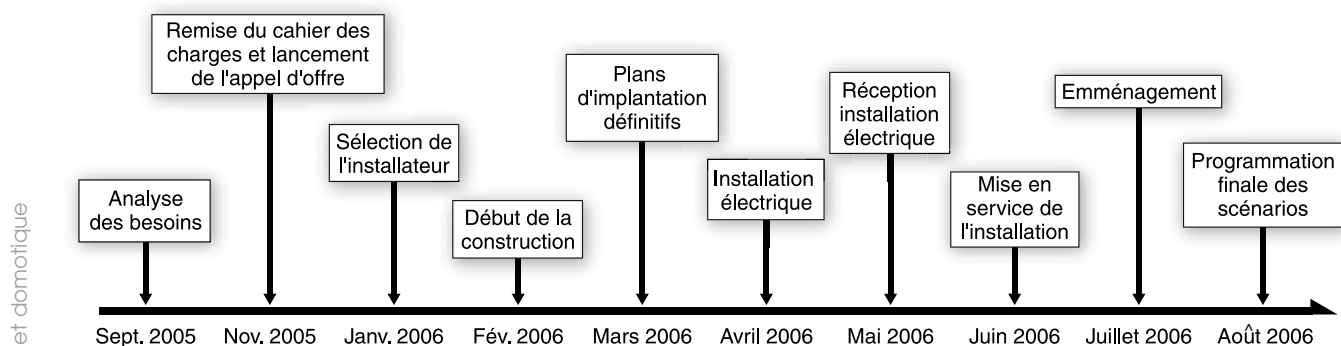 Remise du cahier des
charges et lancement
de l'appel d'offre
Plans
d'implantation
définitifs
Réception
installation
électrique
Emménagement
Sélection de
l'installateur
Programmation
finale des
scénarios
Analyse
des besoins
Installation
électrique
Mise en
service de
l'installation
Début de la
construction
et domotique
Sept. 2005 Nov. 2005 Janv. 2006 Fév. 2006 Mars 2006 Avril 2006 Mai 2006 Juin 2006 Juillet 2006 Août 2006